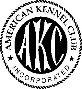 AMERICAN KENNEL CLUB
AKC
INCORPORATED